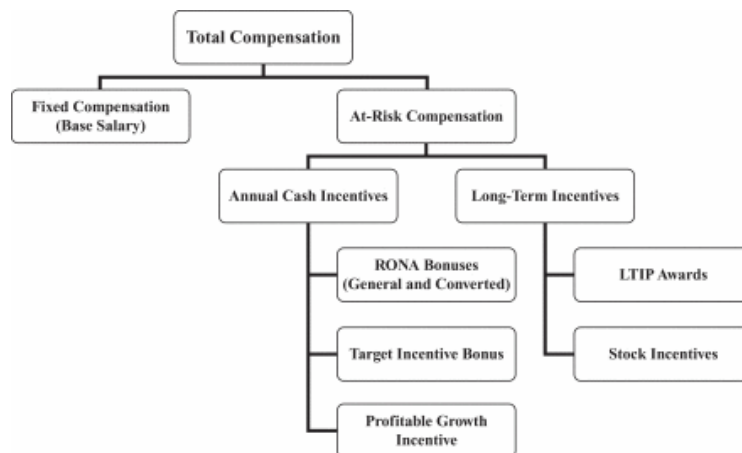 Total Compensation
Fixed Compensation
(Base Salary)
At-Risk Compensation
Annual Cash Incentives
Long-Term Incentives
RONA Bonuses
(General and Converted)
LTIP Awards
Target Incentive Bonus
Stock Incentives
Profitable Growth
Incentive